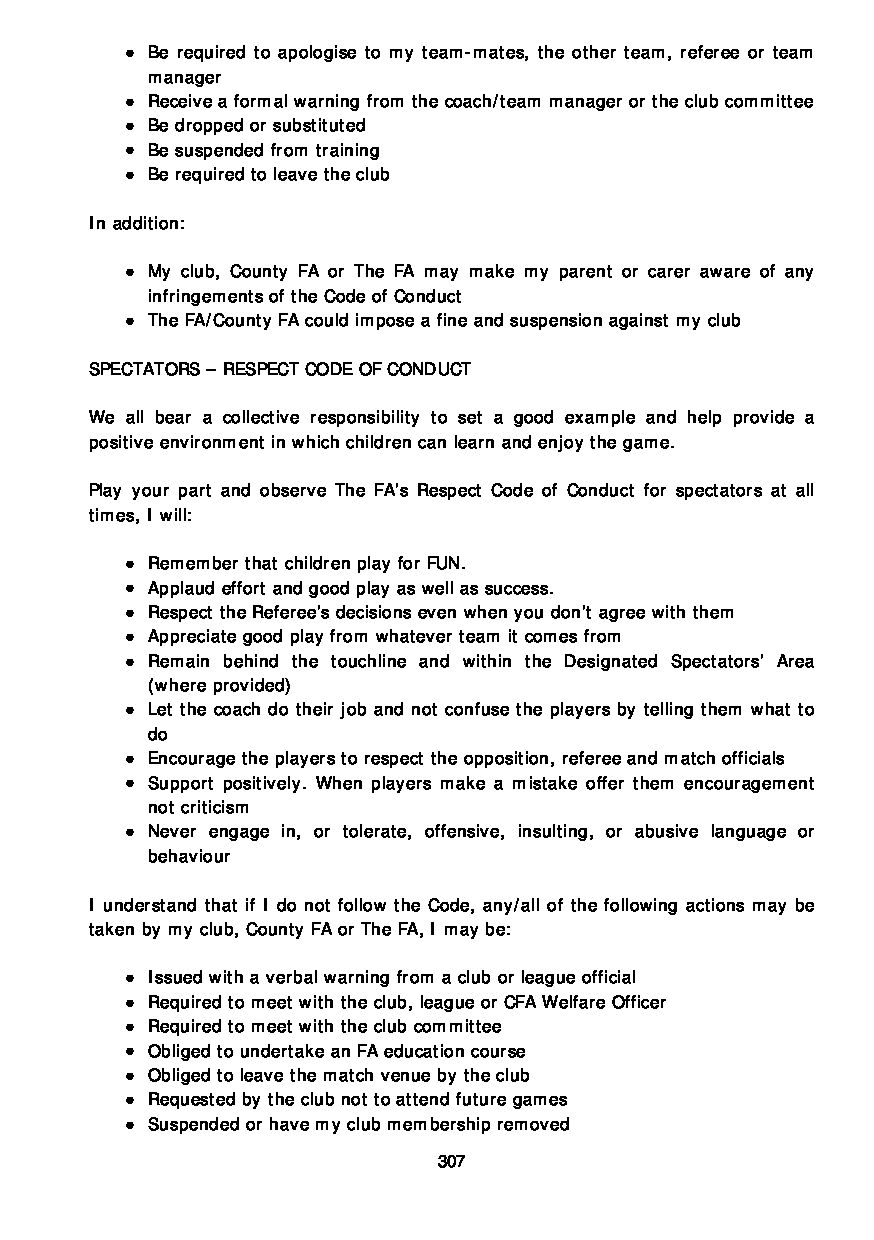 • Be required to apologise to my team-mates, the other team, referee or team
manager
• Receive a formal warning from the coach/team manager or the club committee
• Be dropped or substituted
• Be suspended from training
• Be required to leave the club
In addition:
• My club, County FA or The FA may make my parent or carer aware of any
infringements of the Code of Conduct
• The FA/County FA could impose a fine and suspension against my club
SPECTATORS – RESPECT CODE OF CONDUCT
We all bear a collective responsibility to set a good example and help provide a
positive environment in which children can learn and enjoy the game.
Play your part and observe The FA's Respect Code of Conduct for spectators at all
times, I will:
• Remember that children play for FUN.
• Applaud effort and good play as well as success.
• Respect the Referee's decisions even when you don't agree with them
• Appreciate good play from whatever team it comes from
• Remain behind the touchline and within the Designated Spectators' Area
(where provided)
• Let the coach do their job and not confuse the players by telling them what to
do
• Encourage the players to respect the opposition, referee and match officials
• Support positively. When players make a mistake offer them encouragement
not criticism
• Never engage in, or tolerate, offensive, insulting, or abusive language or
behaviour
I understand that if I do not follow the Code, any/all of the following actions may be
taken by my club, County FA or The FA, I may be:
• Issued with a verbal warning from a club or league official
• Required to meet with the club, league or CFA Welfare Officer
• Required to meet with the club committee
• Obliged to undertake an FA education course
• Obliged to leave the match venue by the club
• Requested by the club not to attend future games
• Suspended or have my club membership removed
307